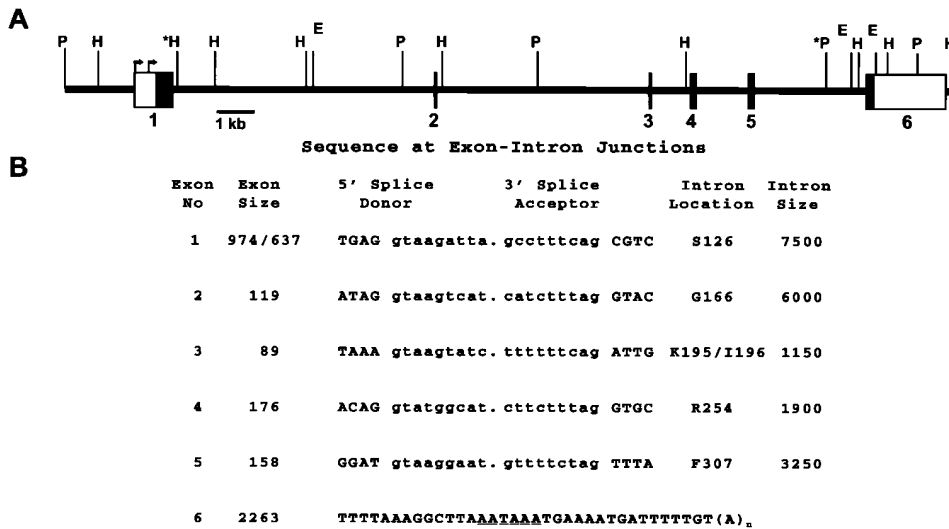 A
P H *H H H E P H P H *P E H E H P H
1 2 3 4 5 6
1 kb
Sequence at Exon-Intron Junctions
B
Exon Exon 5' Splice 3' Splice Intron Intron
No Size Donor Acceptor Location Size
1 974/637 TGAG gtaagatta.gcctttcag CGTC S126 7500
2 119 ATAG gtaagtcat.catctttag GTAC G166 6000
3 89 TAAA gtaagtatc.ttttttcag ATTG K195/I196 1150
4 176 ACAG gtatggcat.cttctttag GTGC R254 1900
5 158 GGAT gtaaggaat.gttttctag TTTA F307 3250
6 2263 TTTTAAAGGCTTAAATAAATGAAAATGATTTTTGT(A)n